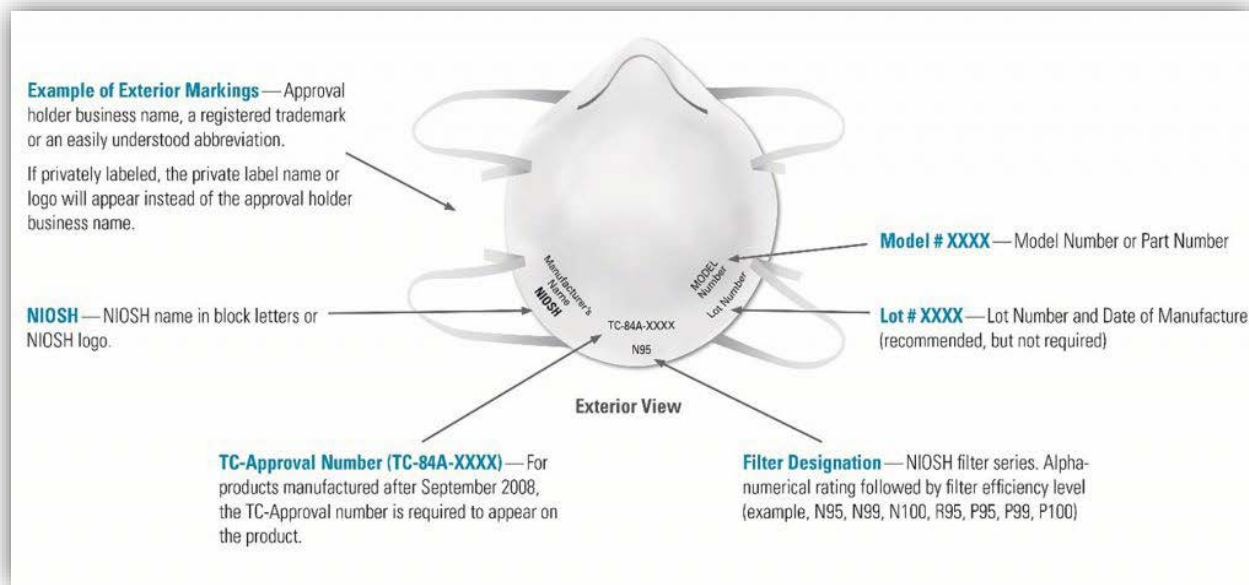 Example of Exterior Markings — Approval
holder business name, a registered trademark
or an easily understood abbreviation.
If privately labeled, the private label name or
logo will appear instead of the approval holder
business name.
NIOSH — NIOSH name in block letters or
NIOSH logo.
Manufacturer's
Name
NIOSH
TC-84A-XXXX
N95
MODEL
Number
Lot Number
Model # XXXX — Model Number or Part Number
Lot # XXXX — Lot Number and Date of Manufacture
(recommended, but not required)
Exterior View
TC-Approval Number (TC-84A-XXXX) — For
products manufactured after September 2008,
the TC-Approval number is required to appear on
the product.
Filter Designation — NIOSH filter series. Alpha-
numerical rating followed by filter efficiency level
(example, N95, N99, N100, R95, P95, P99, P100)